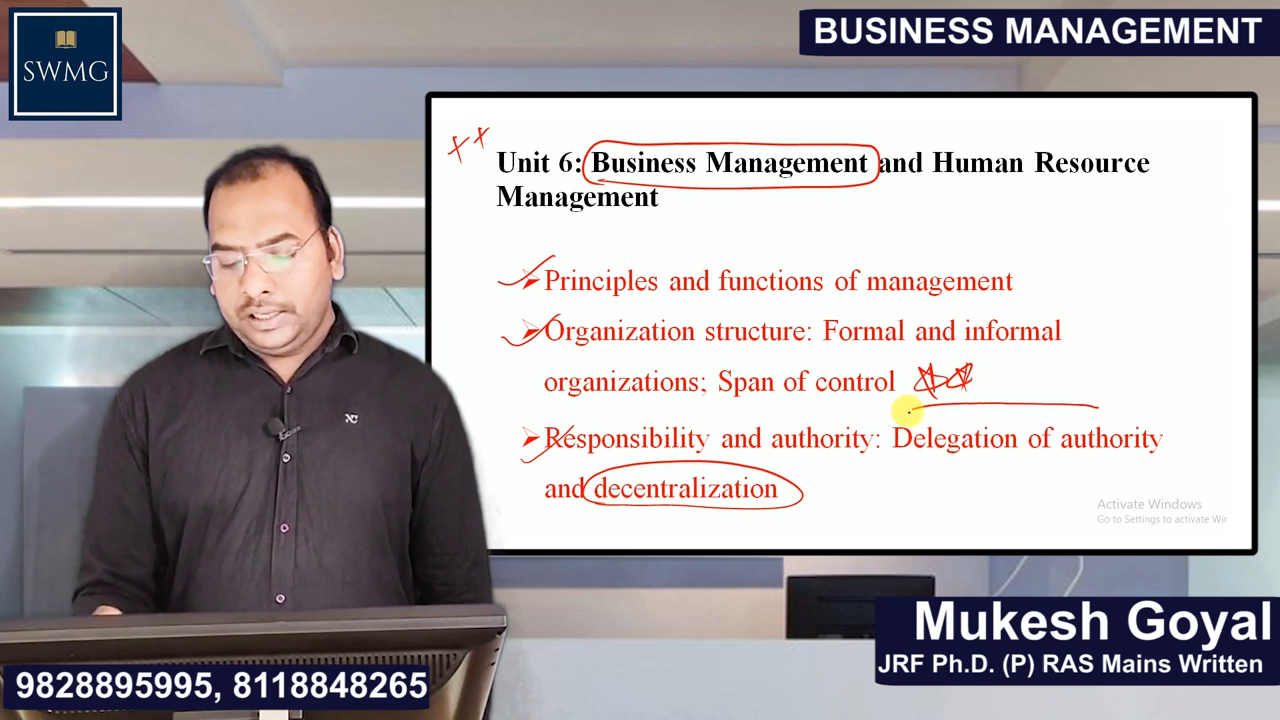 SWMG
BUSINESS MANAGEMENT
Unit 6: Business Management and Human Resource
Management
Principles and functions of management
Organization structure: Formal and informal
organizations; Span of control
Responsibility and authority: Delegation of authority
and decentralization
Activate Windows
Go to Settings to activate Wir
Mukesh Goyal
JRF Ph.D. (P) RAS Mains Written
9828895995, 8118848265